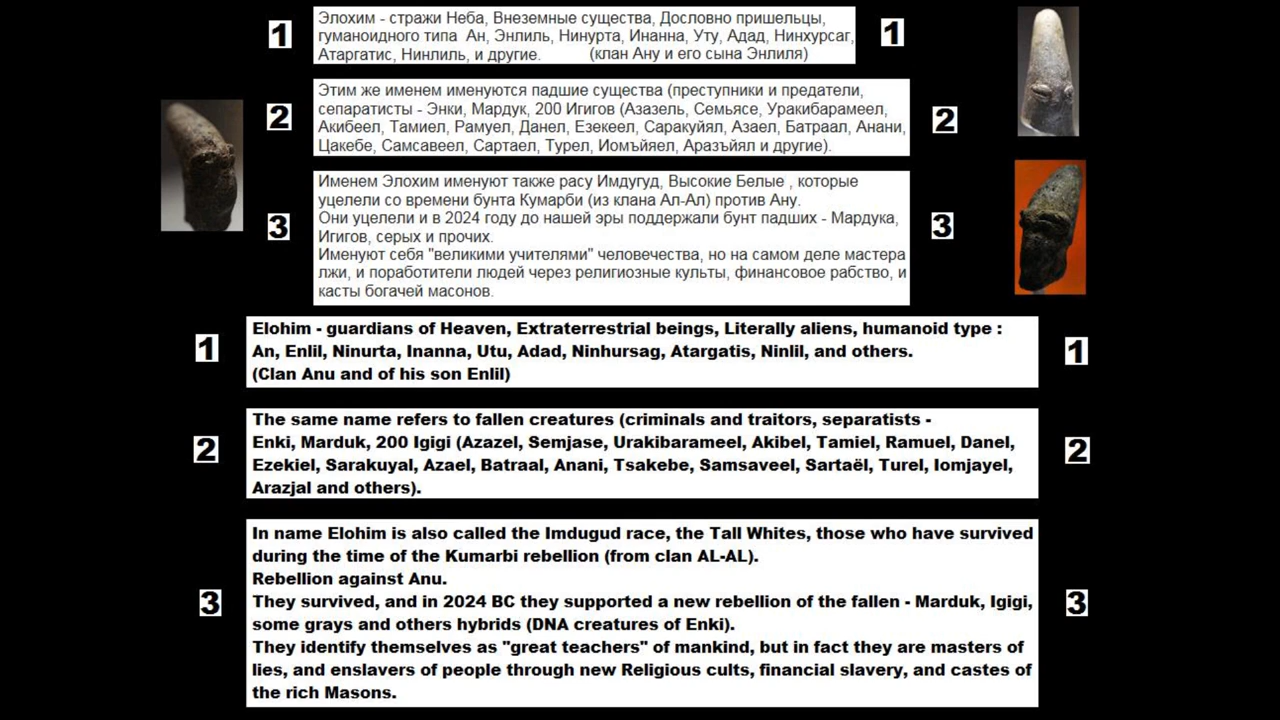 1
Элохим - стражи Неба, Внеземные существа, Дословно пришельцы,
гуманоидного типа Ан, Энлиль, Нинурта, Инанна, Уту, Адад, Нинхурсаг,
Атаргатис, Нинлиль, и другие. (клан Ану и его сына Энлиля)
1
2
Этим же именем именуются падшие существа (преступники и предатели,
сепаратисты - Энки, Мардук, 200 Игигов (Азазель, Семьясе, Уракибарамеел,
Акибеел, Тамиел, Рамуел, Данел, Езекеел, Саракуйял, Азаел, Батраал, Анани,
Цакебе, Самсавеел, Сартаел, Турел, Иомъйяел, Аразъйял и другие).
2
3
Именем Элохим именуют также расу Имдугуд, Высокие Белые , которые
уцелели со времени бунта Кумарби (из клана Ал-Ал) против Ану.
Они уцелели и в 2024 году до нашей эры поддержали бунт падших - Мардука,
Игигов, серых и прочих.
Именуют себя "великими учителями" человечества, но на самом деле мастера
лжи, и поработители людей через религиозные культы, финансовое рабство, и
касты богачей масонов.
3
1
Elohim - guardians of Heaven, Extraterrestrial beings, Literally aliens, humanoid type :
An, Enlil, Ninurta, Inanna, Utu, Adad, Ninhursag, Atargatis, Ninlil, and others.
(Clan Anu and of his son Enlil)
1
2
The same name refers to fallen creatures (criminals and traitors, separatists -
Enki, Marduk, 200 Igigi (Azazel, Semjase, Urakibarameel, Akibel, Tamiel, Ramuel, Danel,
Ezekiel, Sarakuyal, Azael, Batraal, Anani, Tsakebe, Samsaveel, Sartaël, Turel, Iomjayel,
Arazjal and others).
2
3
In name Elohim is also called the Imdugud race, the Tall Whites, those who have survived
during the time of the Kumarbi rebellion (from clan AL-AL).
Rebellion against Anu.
They survived, and in 2024 BC they supported a new rebellion of the fallen - Marduk, Igigi,
some grays and others hybrids (DNA creatures of Enki).
They identify themselves as "great teachers" of mankind, but in fact they are masters of
lies, and enslavers of people through new Religious cults, financial slavery, and castes of
the rich Masons.
3